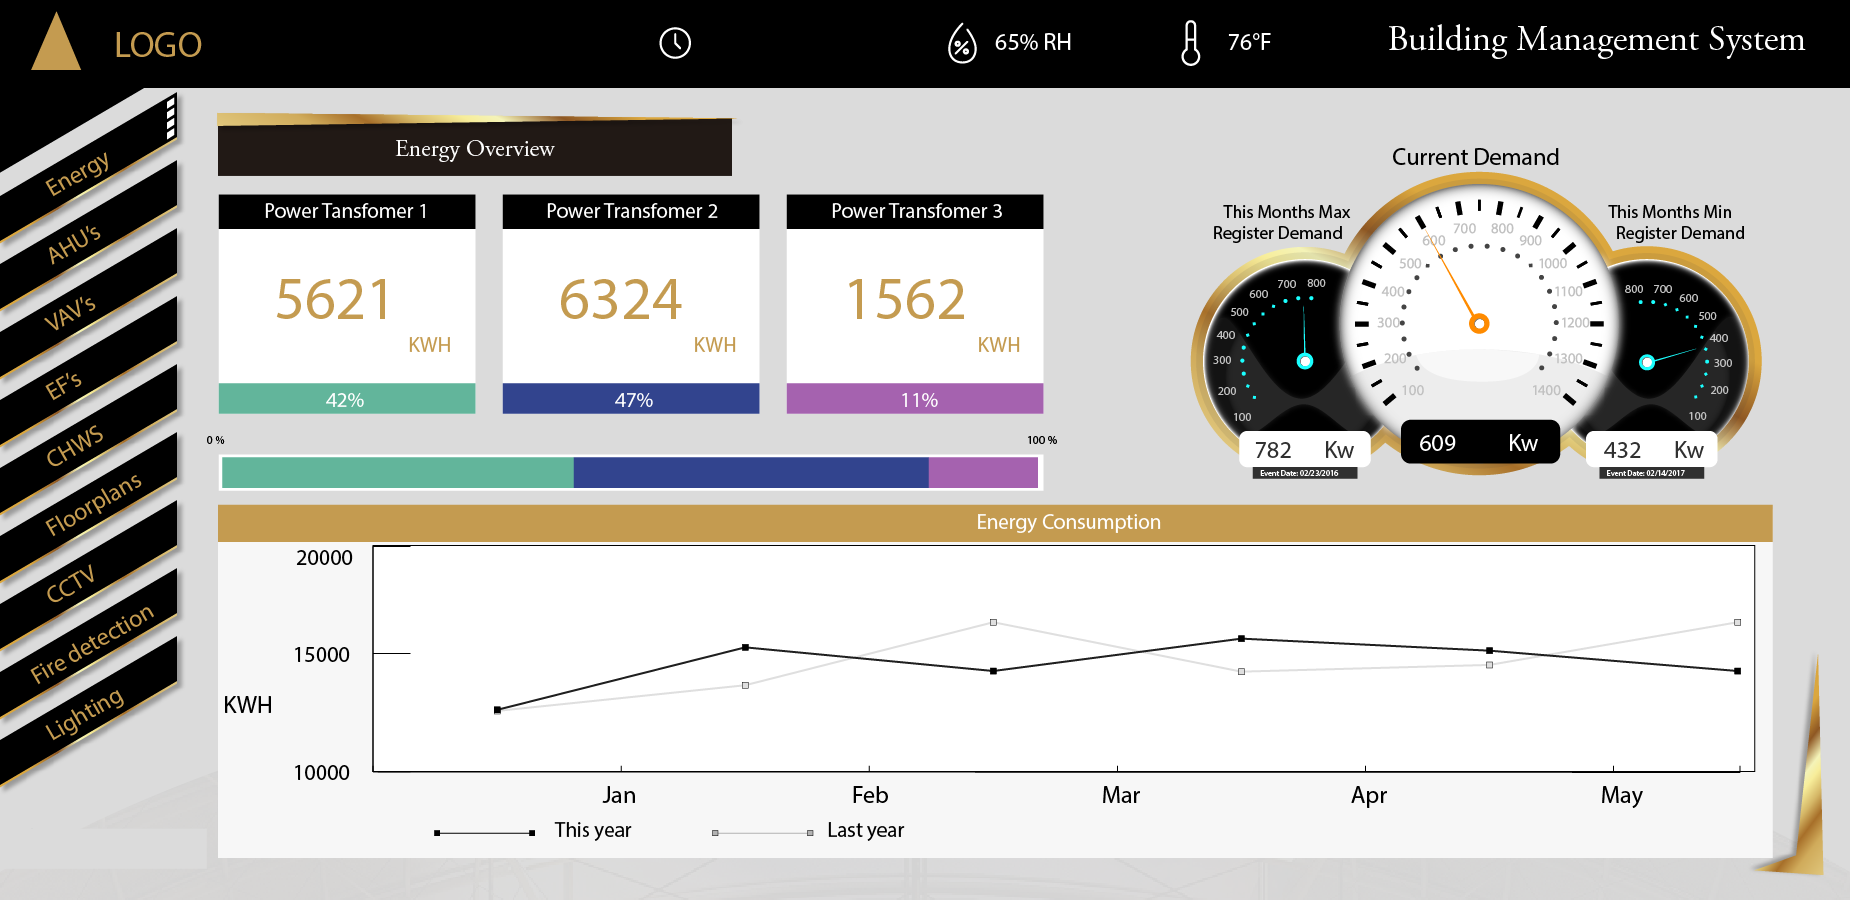 LOGO
65% RH
76°F
Building Management System
Energy
AHU's
VAV's
EF's
CHWS
Floorplans
CCTV
Fire detection
Lighting
Energy Overview
Power Tansfomer 1
5621
KWH
42%
Power Transfomer 2
6324
KWH
47%
Power Transfomer 3
1562
KWH
11%
0 %
100 %
Current Demand
This Months Max
Register Demand
100
200
300
400
500
600
700
800
782 Kw
Event Date: 02/23/2016
100
200
300
400
500
600
700
800
900
1000
1100
1200
1300
1400
609 Kw
This Months Min
Register Demand
800
700
600
500
400
300
200
100
432 Kw
Event Date: 02/14/2017
Energy Consumption
20000
15000
KWH
10000
Jan
Feb
Mar
Apr
May
This year
Last year